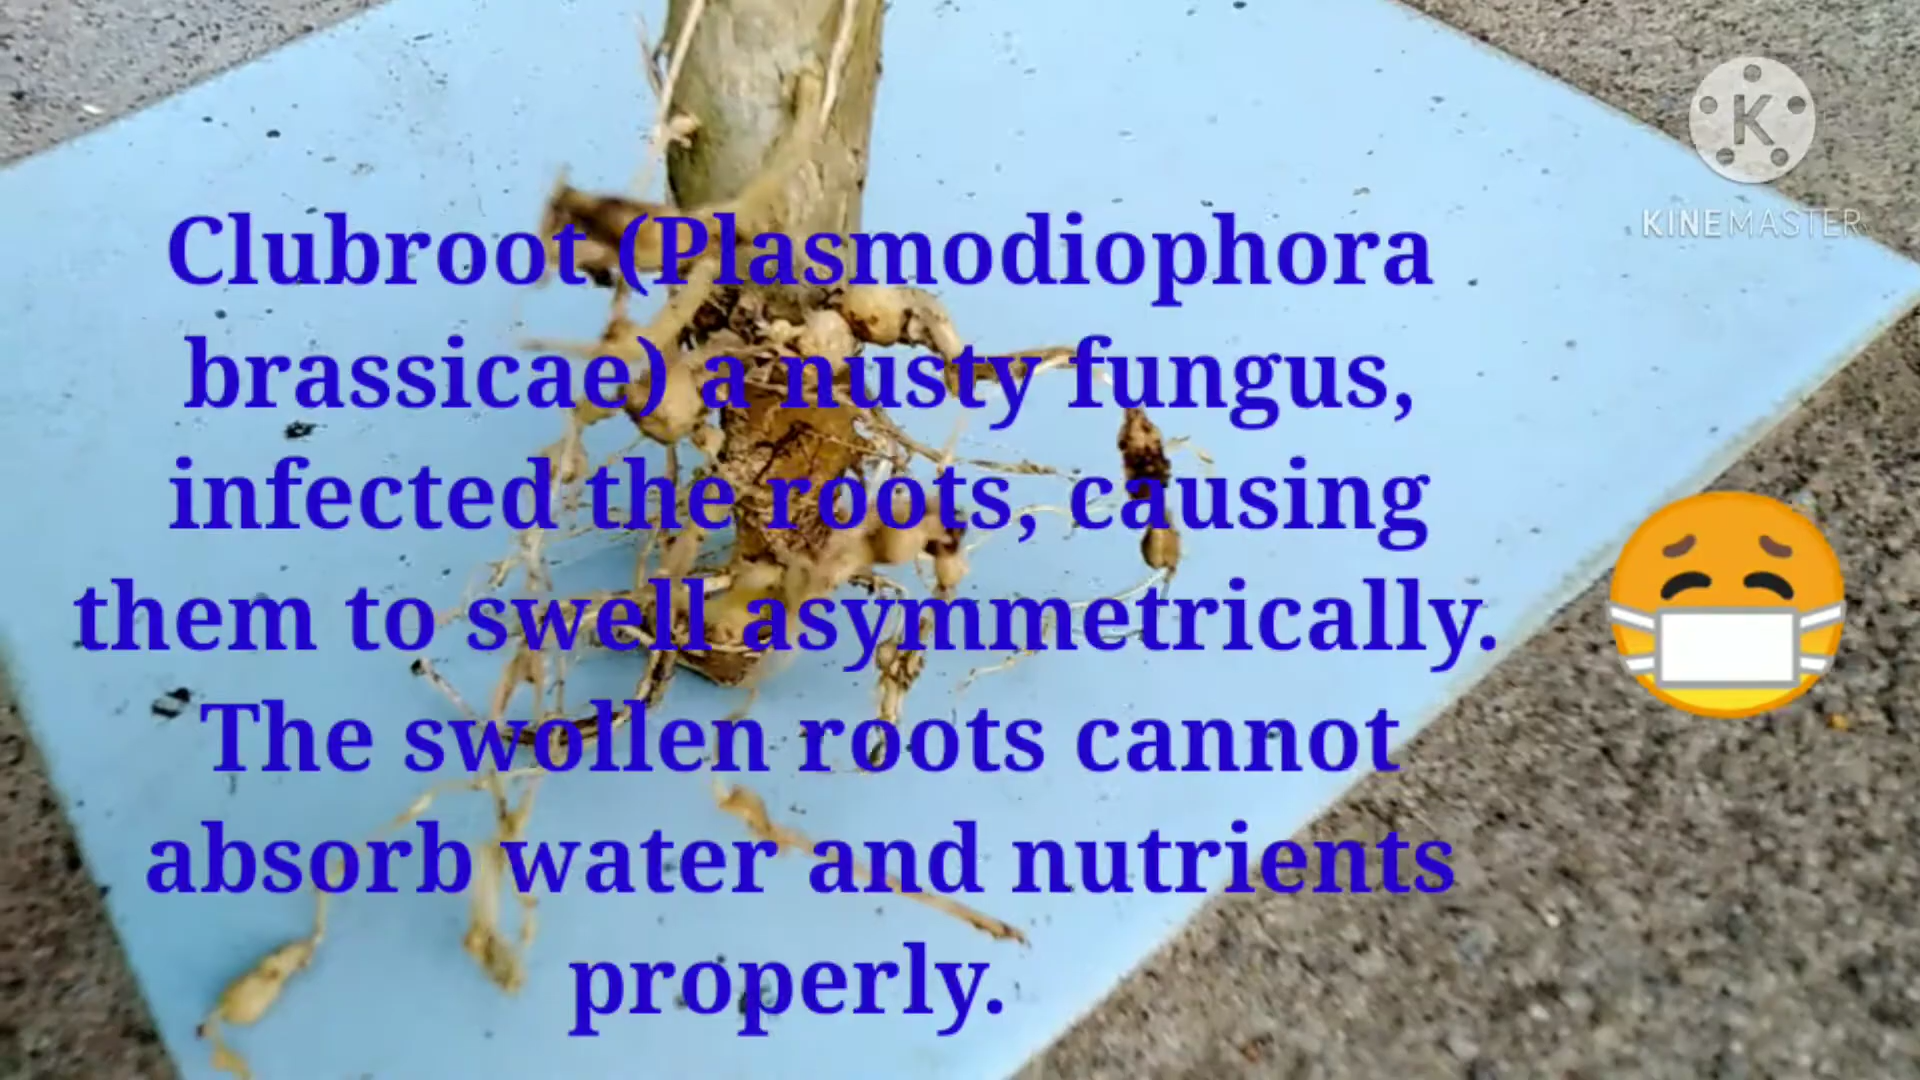 K
KINEMASTER
Clubroot (Plasmodiophora
brassicae) a nusty fungus,
infected the roots, causing
them to swell asymmetrically.
The swollen roots cannot
absorb water and nutrients
properly.